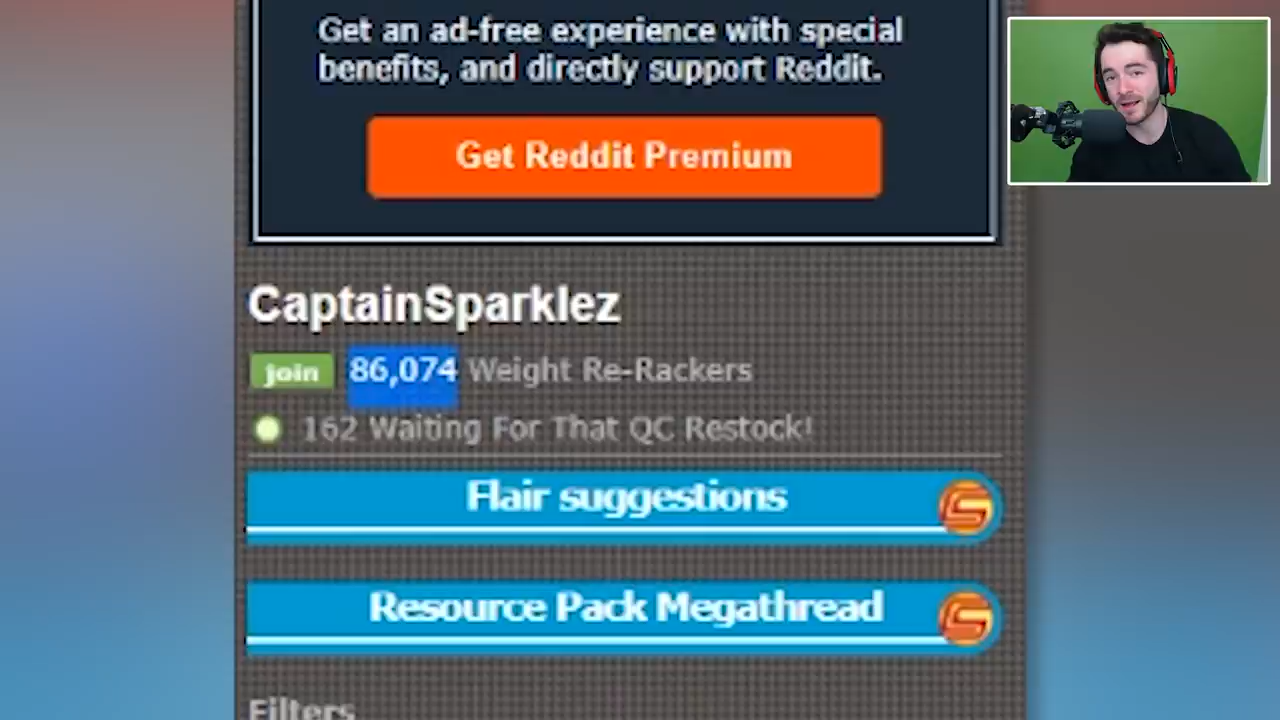 Get an ad-free experience with special
benefits, and directly support Reddit.
Get Reddit Premium
CaptainSparklez
join 86,074 Weight Re-Rackers
162 Waiting For That QC Restock!
Flair suggestions
Resource Pack Megathread
Filters